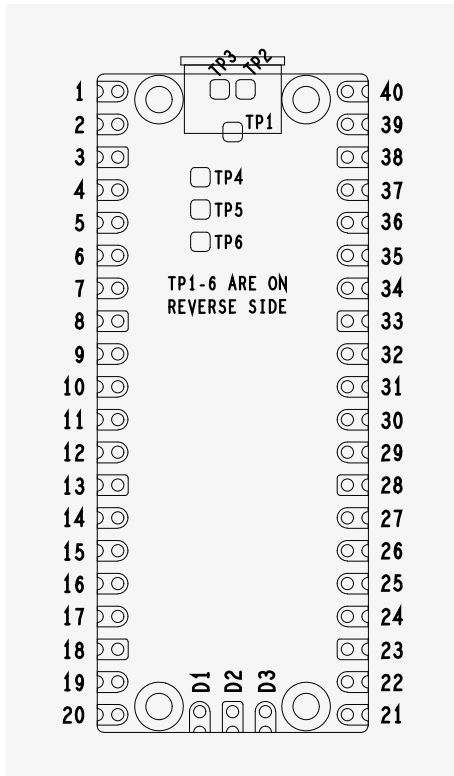 TP3 TP2
1 TP1 40
2 39
3 38
4 TP4 37
5 TP5 36
6 TP6 35
7 TP1-6 ARE ON 34
8 REVERSE SIDE 33
9 32
10 31
11 30
12 29
13 28
14 27
15 26
16 25
17 24
18 23
19 D1 D2 D3 22
20 21